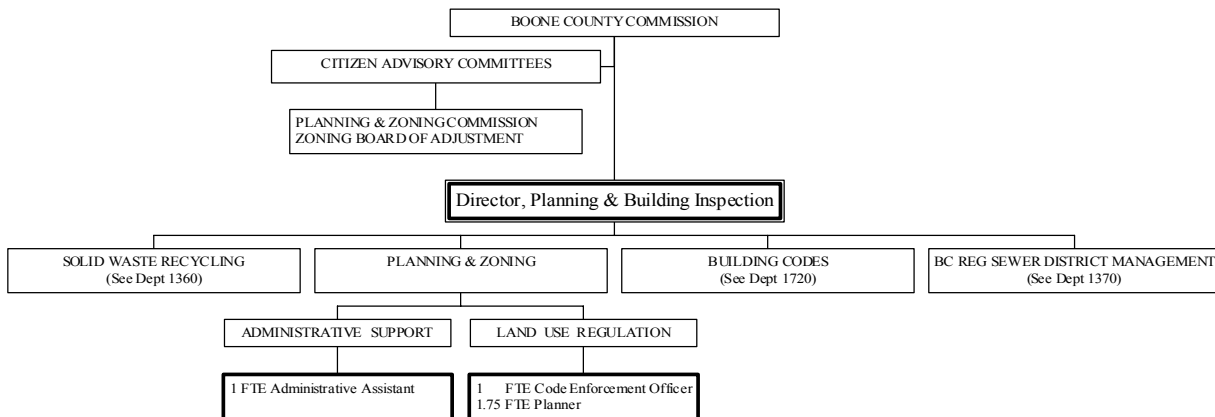 BOONE COUNTY COMMISSION
CITIZEN ADVISORY COMMITTEES
PLANNING & ZONING COMMISSION
ZONING BOARD OF ADJUSTMENT
Director, Planning & Building Inspection
SOLID WASTE RECYCLING
(See Dept 1360)
PLANNING & ZONING
BUILDING CODES
(See Dept 1720)
BC REG SEWER DISTRICT MANAGEMENT
(See Dept 1370)
ADMINISTRATIVE SUPPORT
LAND USE REGULATION
1 FTE Administrative Assistant
1 FTE Code Enforcement Officer
1.75 FTE Planner